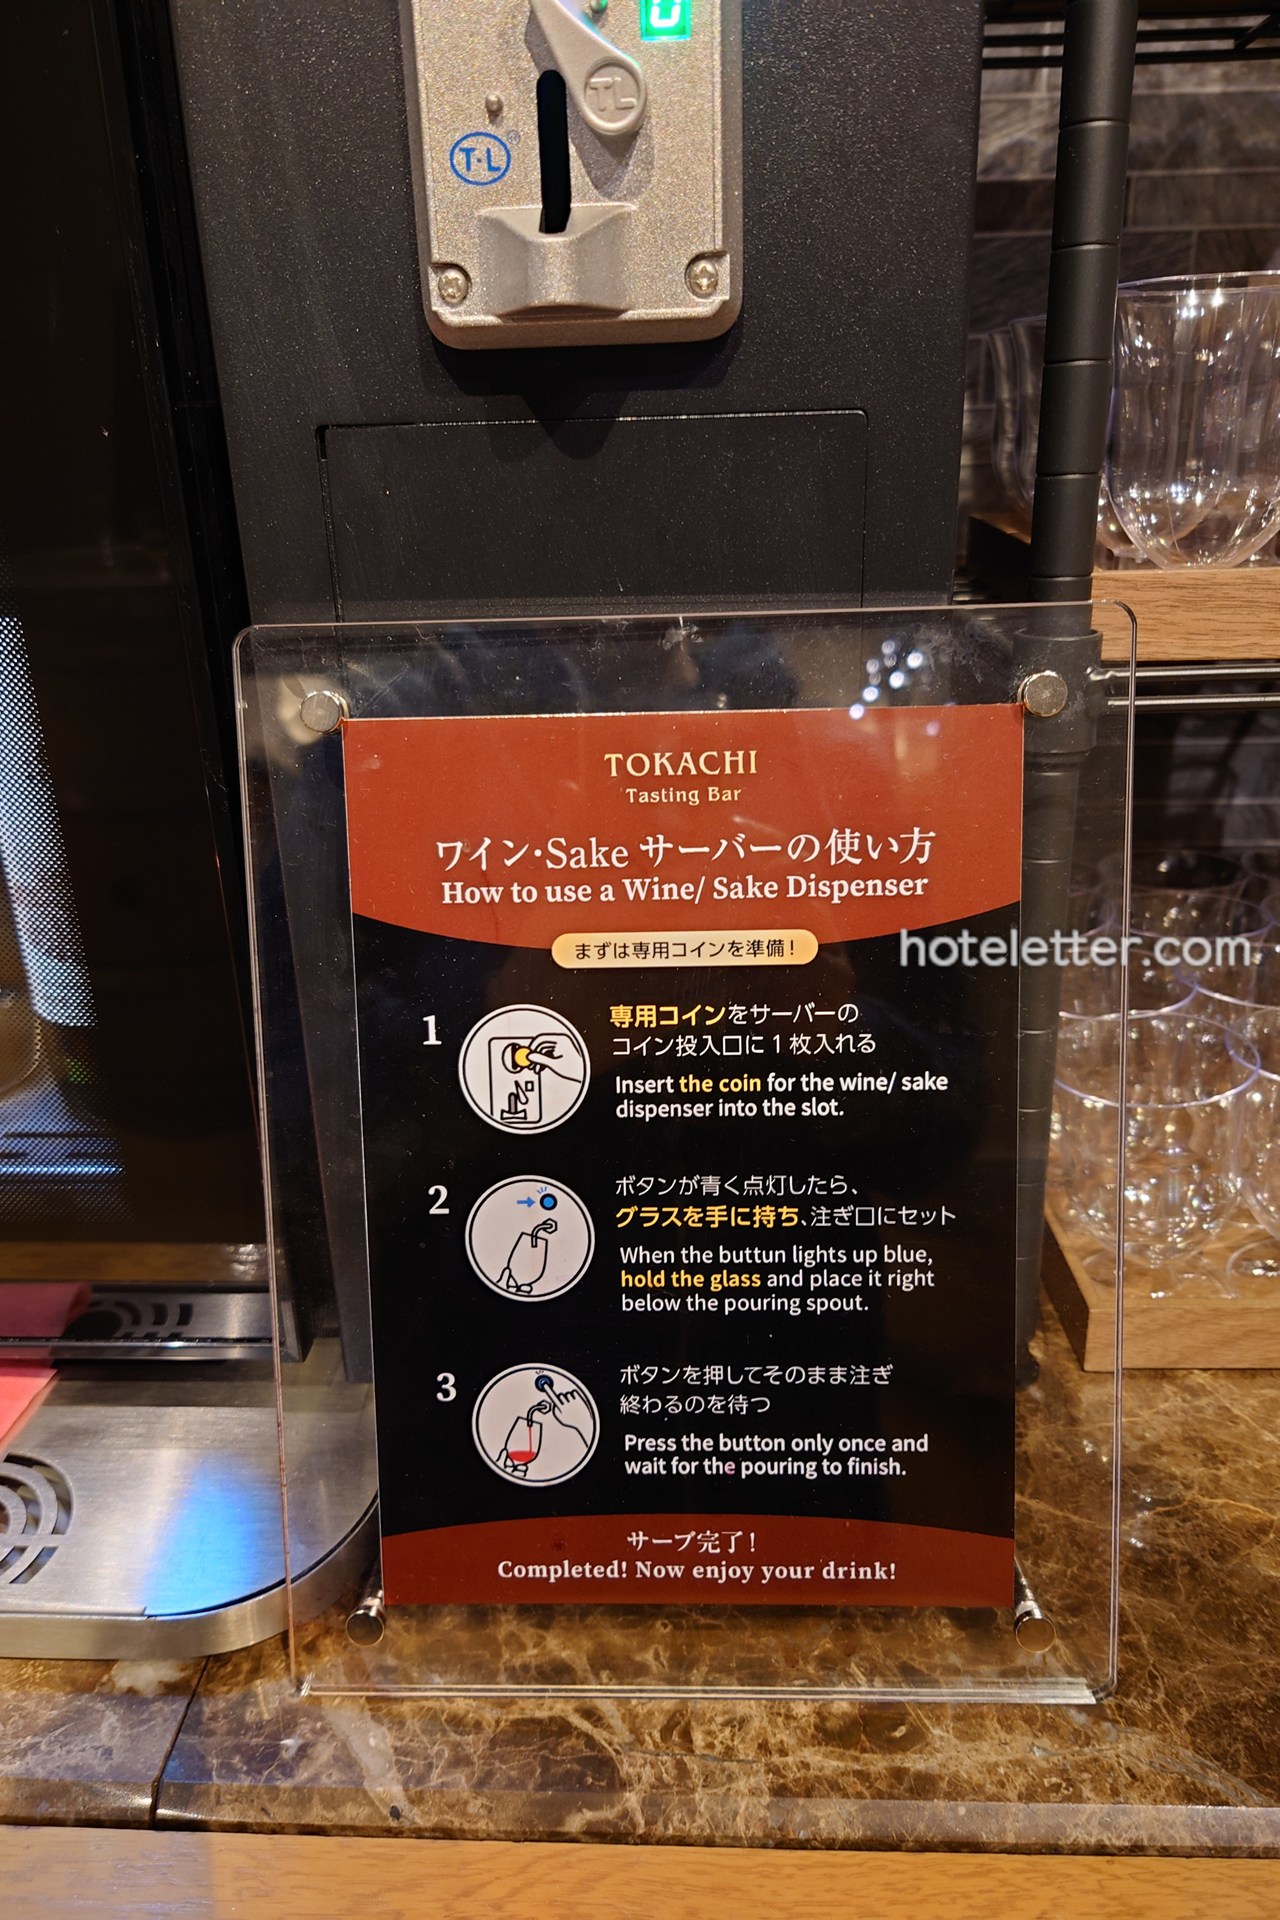 0
TL
T·L
TOKACHI
Tasting Bar
ワイン・Sake サーバーの使い方
How to use a Wine/ Sake Dispenser
まずは専用コインを準備！
hoteletter.com
1
専用コインをサーバーの
コイン投入口に1枚入れる
Insert the coin for the wine/ sake
dispenser into the slot.
2
ボタンが青く点灯したら、
グラスを手に持ち、注ぎ口にセット
When the buttun lights up blue,
hold the glass and place it right
below the pouring spout.
3
ボタンを押してそのまま注ぎ
終わるのを待つ
Press the button only once and
wait for the pouring to finish.
サーブ完了！
Completed! Now enjoy your drink!